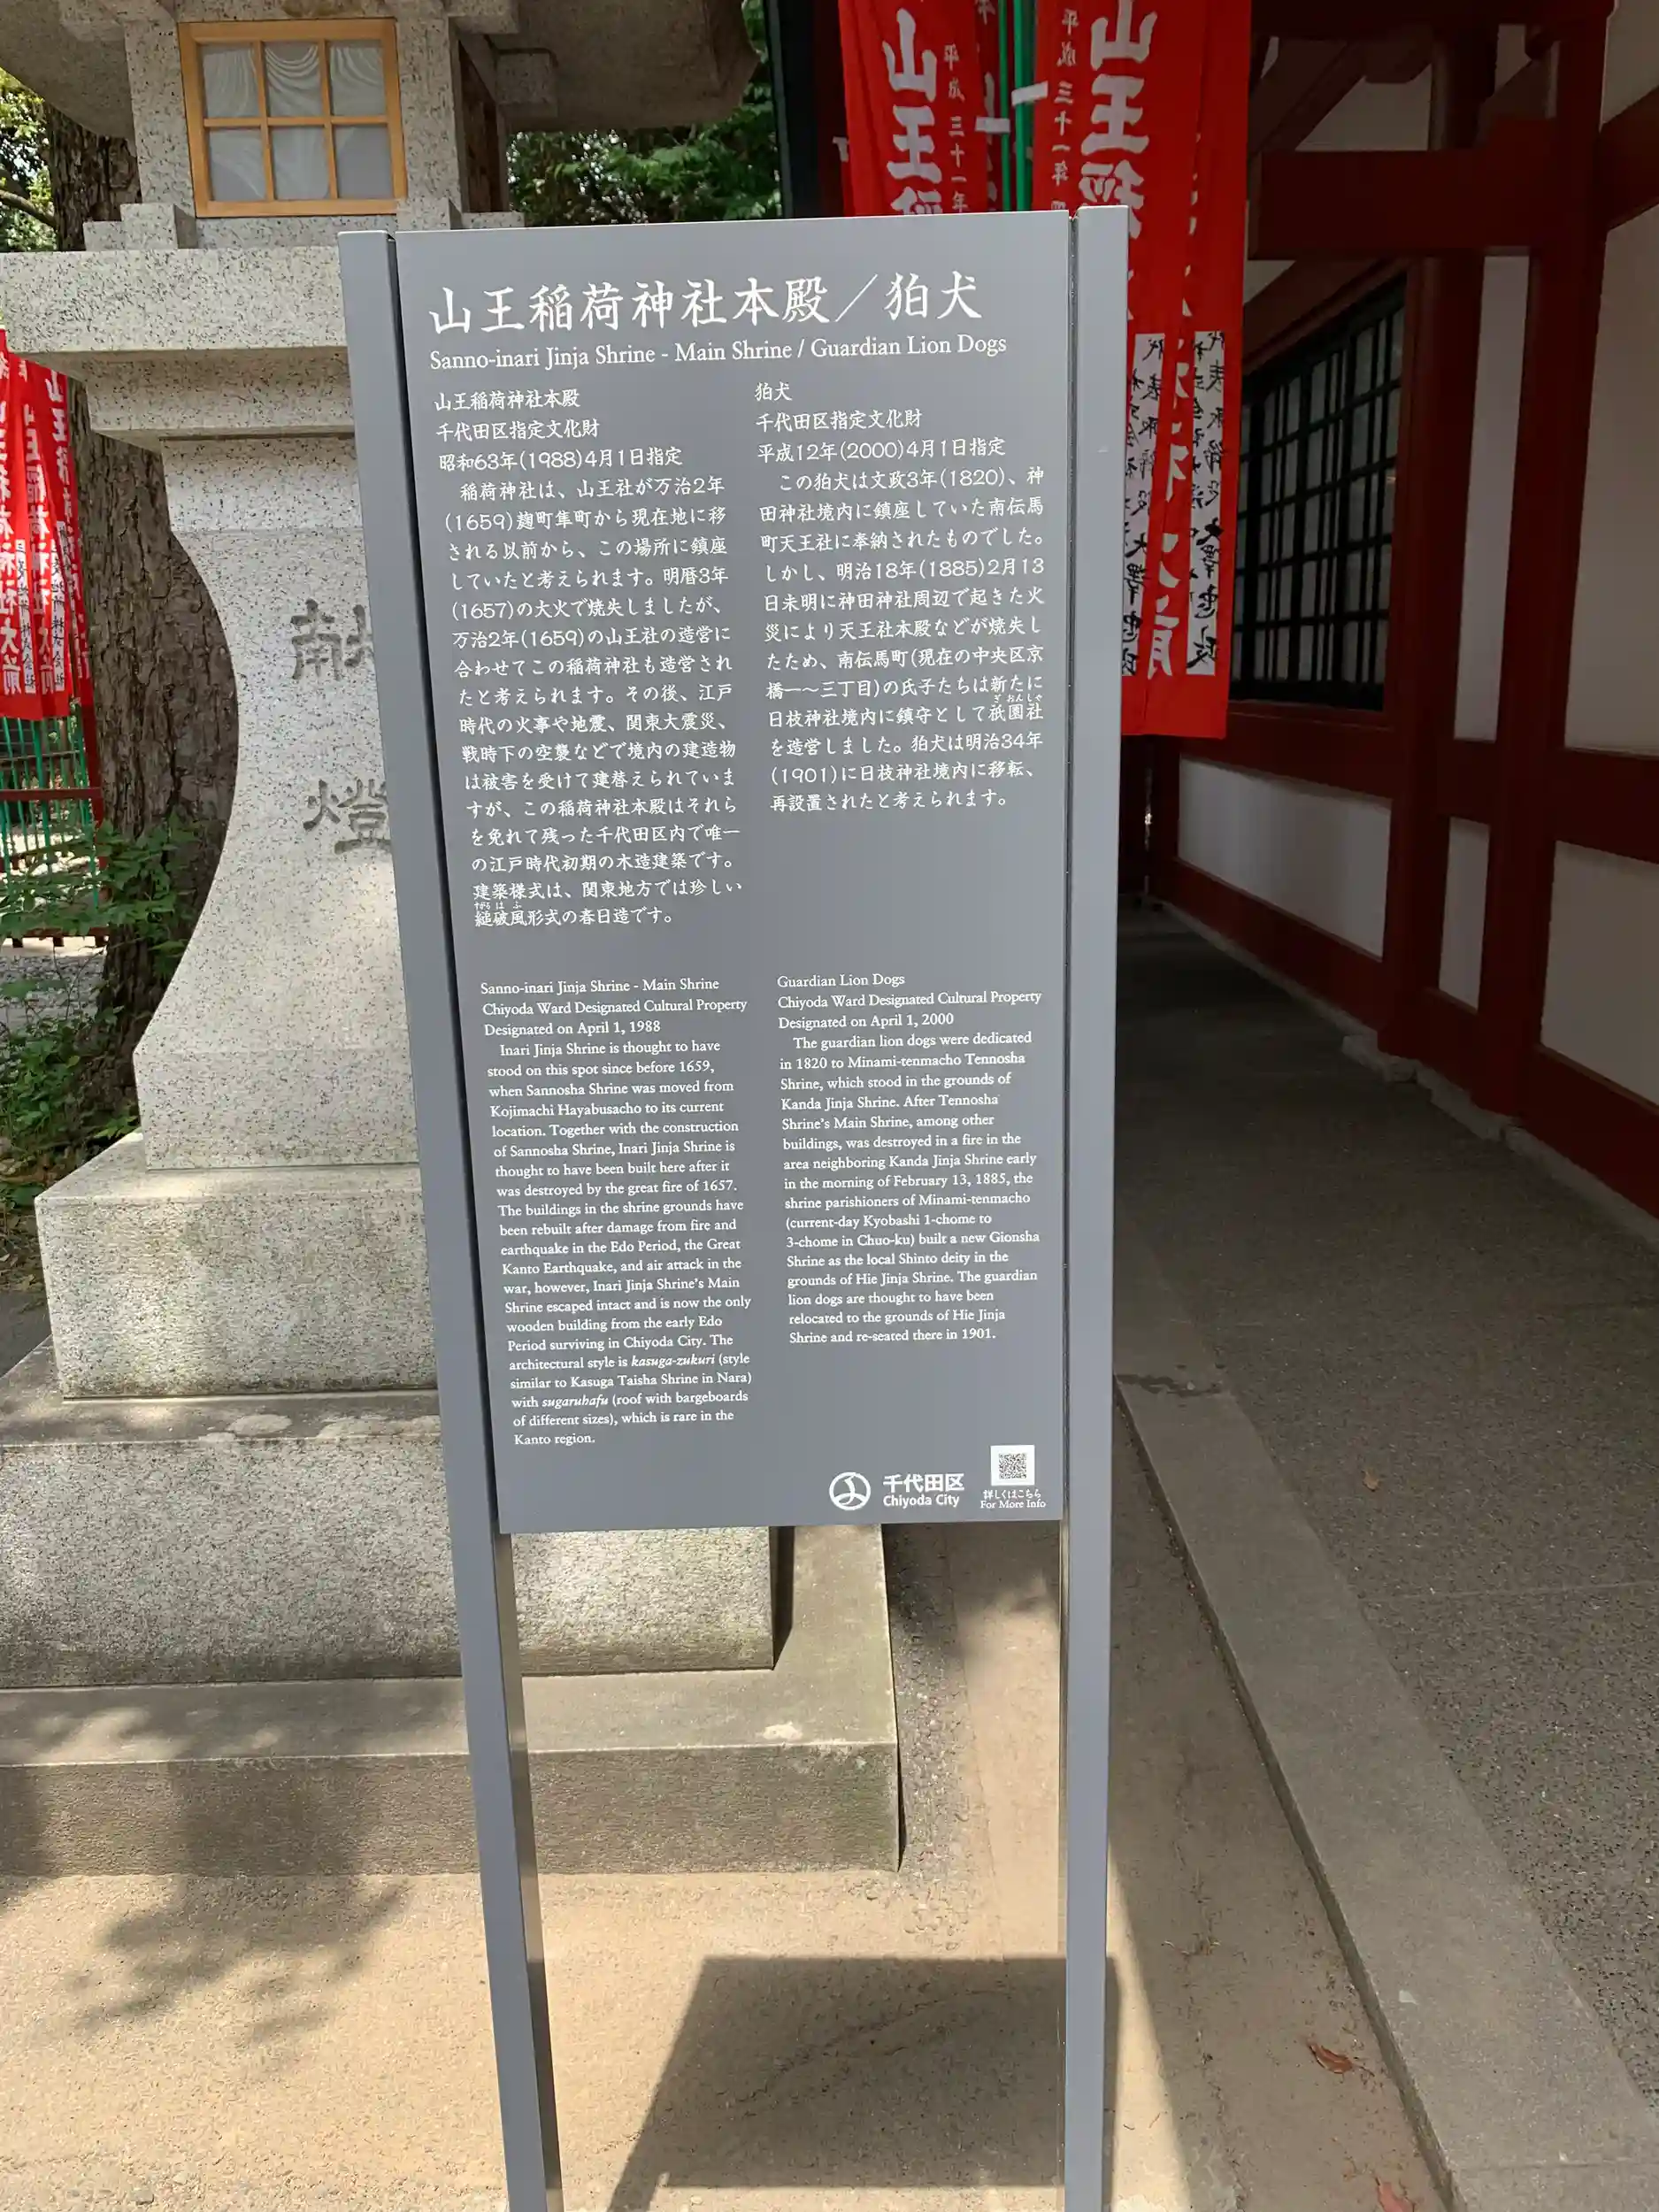 山王稲荷神社本殿／狛犬
Sanno-inari Jinja Shrine - Main Shrine / Guardian Lion Dogs
山王稲荷神社本殿
千代田区指定文化財
昭和63年(1988)4月1日指定
稲荷神社は、山王社が万治2年
(1659)麹町隼町から現在地に移
される以前から、この場所に鎮座
していたと考えられます。明暦3年
(1657)の大火で焼失しましたが、
万治2年(1659)の山王社の造営に
合わせてこの稲荷神社も造営され
たと考えられます。その後、江戸
時代の火事や地震、関東大震災、
戦時下の空襲などで境内の建造物
は被害を受けて建替えられていま
すが、この稲荷神社本殿はそれら
を免れて残った千代田区内で唯一
の江戸時代初期の木造建築です。
建築様式は、関東地方では珍しい
すがるはふ
縋破風形式の春日造です。
狛犬
千代田区指定文化財
平成12年(2000)4月1日指定
この狛犬は文政3年(1820)、神
田神社境内に鎮座していた南伝馬
町天王社に奉納されたものでした。
しかし、明治18年(1885)2月13
日未明に神田神社周辺で起きた火
災により天王社本殿などが焼失し
たため、南伝馬町(現在の中央区京
橋一～三丁目)の氏子たちは新たに
ぎおんしゃ
日枝神社境内に鎮守として祇園社
を造営しました。狛犬は明治34年
(1901)に日枝神社境内に移転、
再設置されたと考えられます。
Sanno-inari Jinja Shrine - Main Shrine
Chiyoda Ward Designated Cultural Property
Designated on April 1, 1988
Inari Jinja Shrine is thought to have
stood on this spot since before 1659,
when Sannosha Shrine was moved from
Kojimachi Hayabusacho to its current
location. Together with the construction
of Sannosha Shrine, Inari Jinja Shrine is
thought to have been built here after it
was destroyed by the great fire of 1657.
The buildings in the shrine grounds have
been rebuilt after damage from fire and
earthquake in the Edo Period, the Great
Kanto Earthquake, and air attack in the
war, however, Inari Jinja Shrine's Main
Shrine escaped intact and is now the only
wooden building from the early Edo
Period surviving in Chiyoda City. The
architectural style is kasuga-zukuri (style
similar to Kasuga Taisha Shrine in Nara)
with sugaruhafu (roof with bargeboards
of different sizes), which is rare in the
Kanto region.
Guardian Lion Dogs
Chiyoda Ward Designated Cultural Property
Designated on April 1, 2000
The guardian lion dogs were dedicated
in 1820 to Minami-tenmacho Tennosha
Shrine, which stood in the grounds of
Kanda Jinja Shrine. After Tennosha
Shrine's Main Shrine, among other
buildings, was destroyed in a fire in the
area neighboring Kanda Jinja Shrine early
in the morning of February 13, 1885, the
shrine parishioners of Minami-tenmacho
(current-day Kyobashi 1-chome to
3-chome in Chuo-ku) built a new Gionsha
Shrine as the local Shinto deity in the
grounds of Hie Jinja Shrine. The guardian
lion dogs are thought to have been
relocated to the grounds of Hie Jinja
Shrine and re-seated there in 1901.
千代田区
Chiyoda City
詳しくはこちら
For More Info
献燈
山王稲
平成三十一年
山王稲
平成三十一年